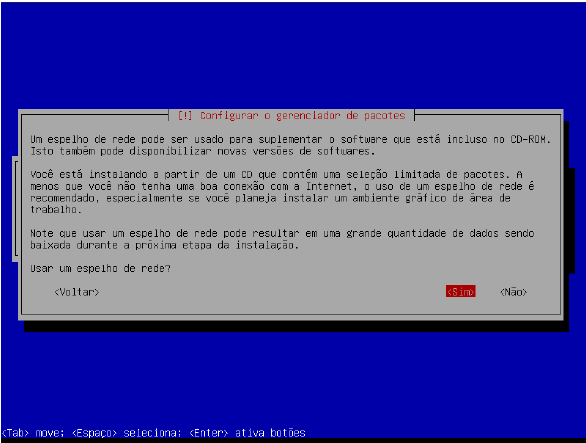 [!] Configurar o gerenciador de pacotes
Um espelho de rede pode ser usado para suplementar o software que está incluso no CD-ROM.
Isto também pode disponibilizar novas versões de softwares.
Você está instalando a partir de um CD que contém uma seleção limitada de pacotes. A
menos que você não tenha uma boa conexão com a Internet, o uso de um espelho de rede é
recomendado, especialmente se você planeja instalar um ambiente gráfico de área de
trabalho.
Note que usar um espelho de rede pode resultar em uma grande quantidade de dados sendo
baixada durante a próxima etapa da instalação.
Usar um espelho de rede?
<Voltar> <Sim> <Não>
<Tab> move; <Espaço> seleciona; <Enter> ativa botões